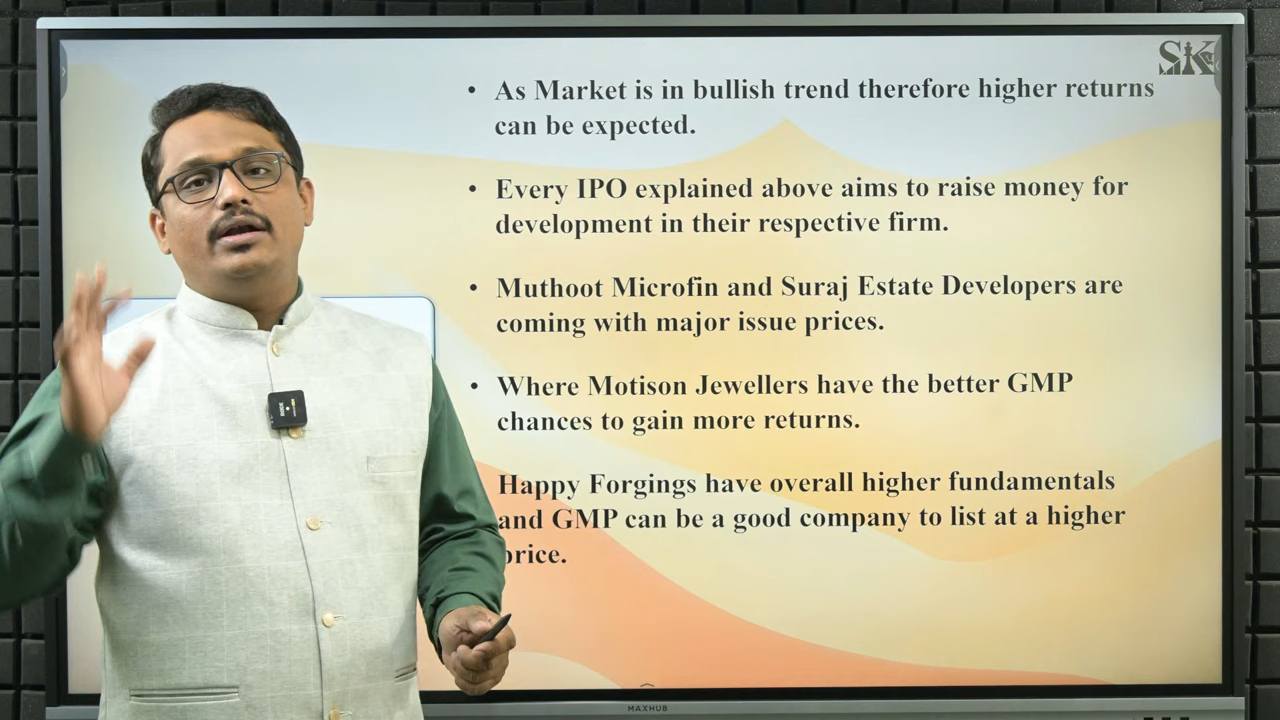 SK
• As Market is in bullish trend therefore higher returns
can be expected.
• Every IPO explained above aims to raise money for
development in their respective firm.
• Muthoot Microfin and Suraj Estate Developers are
coming with major issue prices.
• Where Motison Jewellers have the better GMP
chances to gain more returns.
Happy Forgings have overall higher fundamentals
and GMP can be a good company to list at a higher
price.
MAXHUB